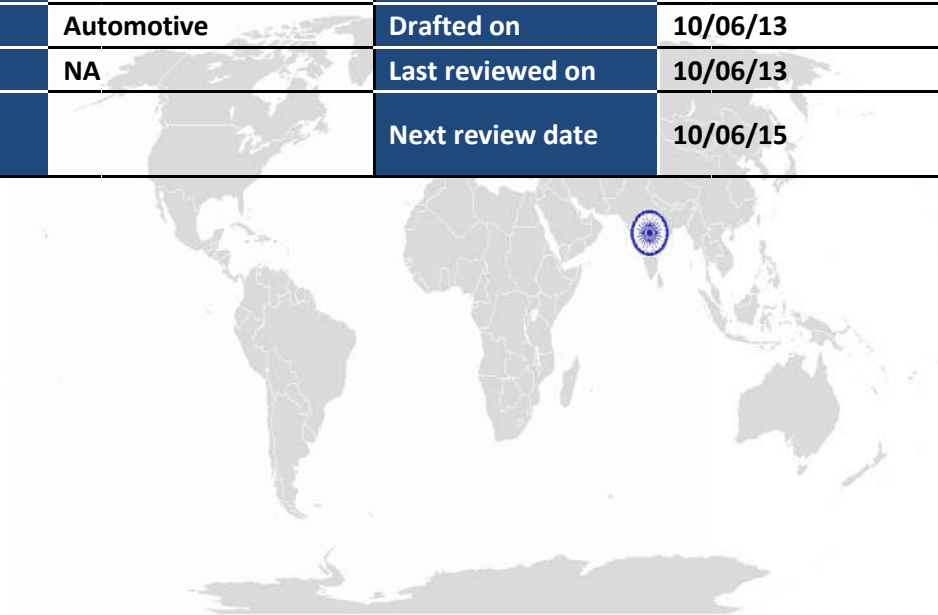 Automotive Drafted on 10/06/13
NA Last reviewed on 10/06/13
Next review date 10/06/15